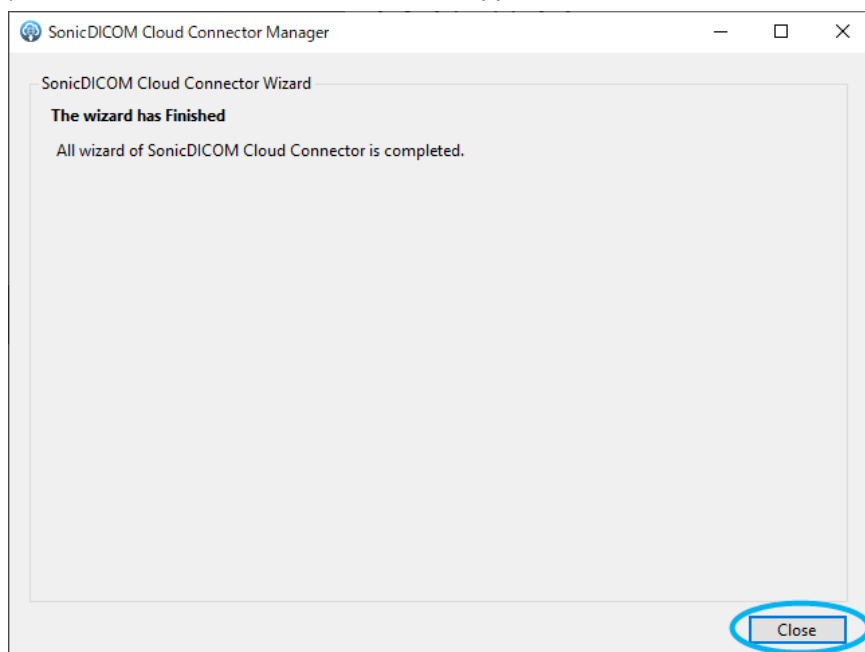 SonicDICOM Cloud Connector Manager
SonicDICOM Cloud Connector Wizard
The wizard has Finished
All wizard of SonicDICOM Cloud Connector is completed.
Close